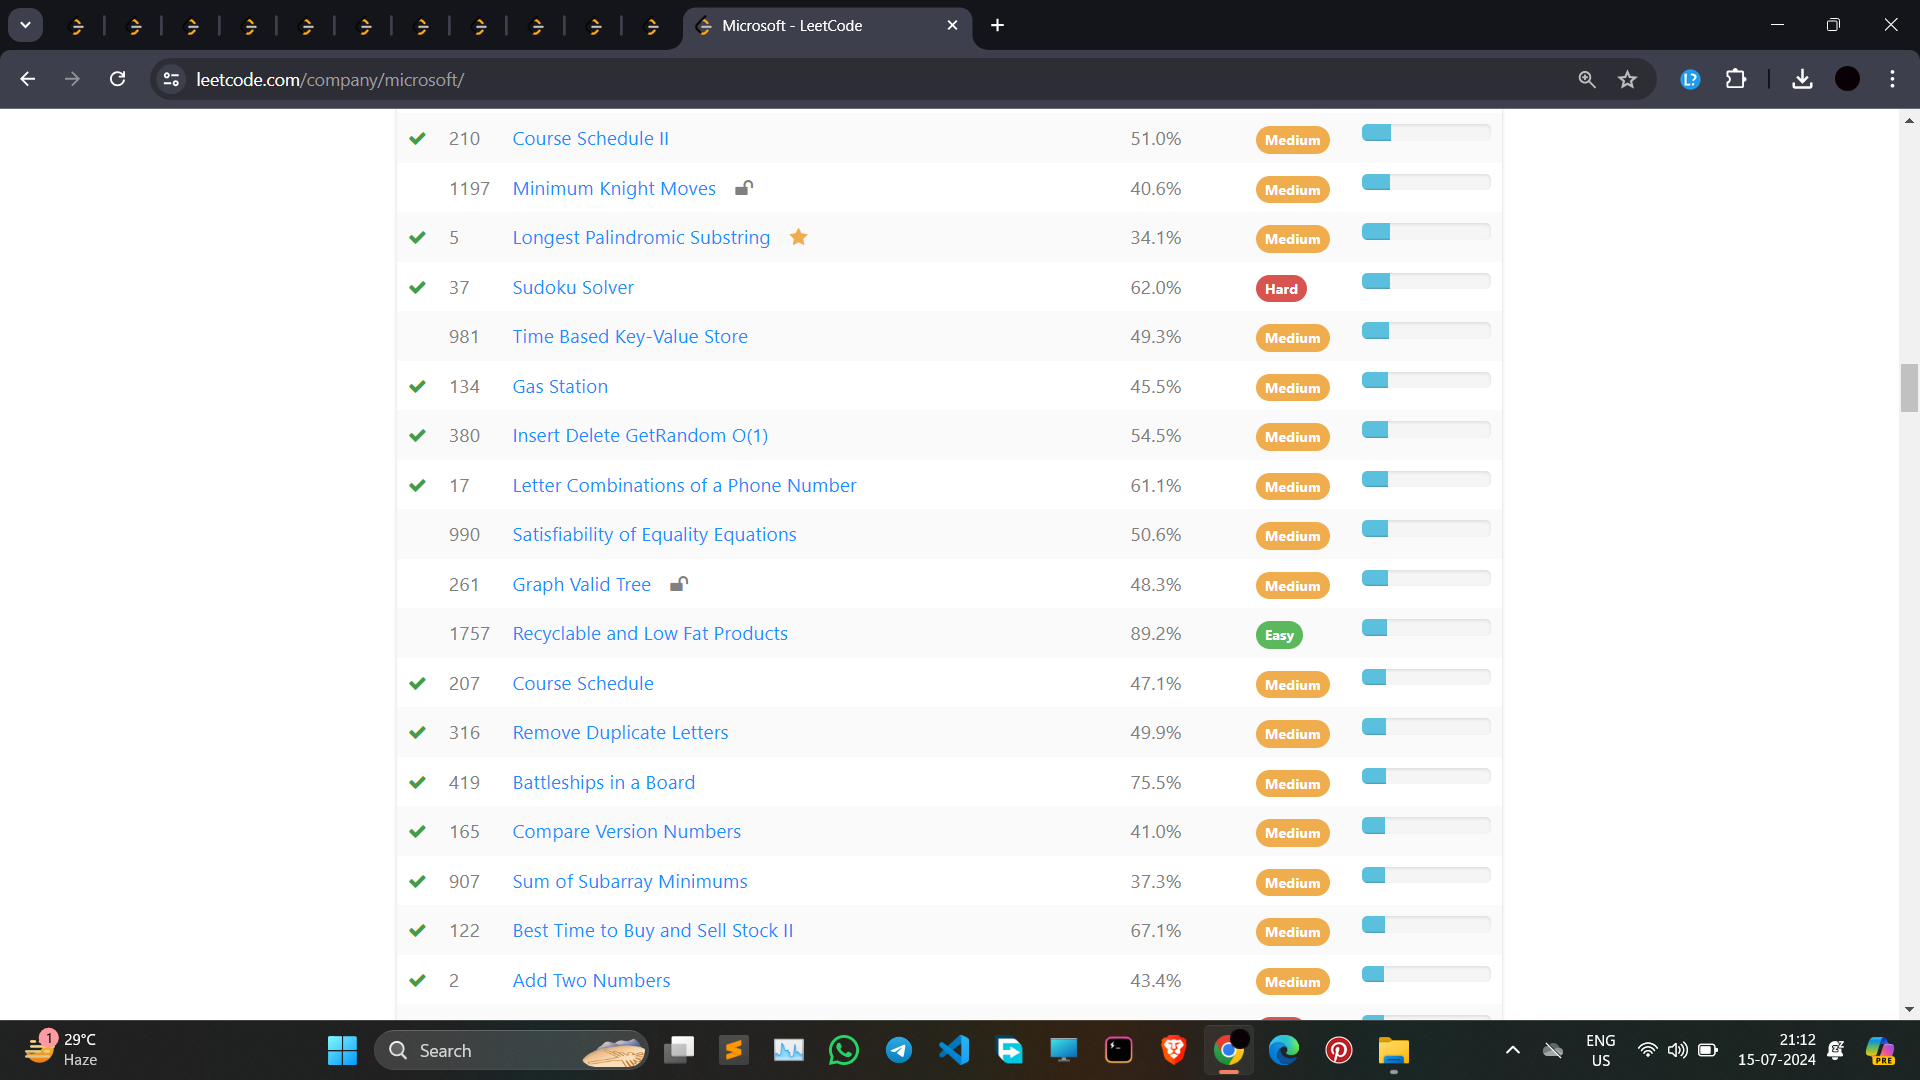 Microsoft - LeetCode
leetcode.com/company/microsoft/
210 Course Schedule II 51.0% Medium
1197 Minimum Knight Moves 40.6% Medium
5 Longest Palindromic Substring 34.1% Medium
37 Sudoku Solver 62.0% Hard
981 Time Based Key-Value Store 49.3% Medium
134 Gas Station 45.5% Medium
380 Insert Delete GetRandom O(1) 54.5% Medium
17 Letter Combinations of a Phone Number 61.1% Medium
990 Satisfiability of Equality Equations 50.6% Medium
261 Graph Valid Tree 48.3% Medium
1757 Recyclable and Low Fat Products 89.2% Easy
207 Course Schedule 47.1% Medium
316 Remove Duplicate Letters 49.9% Medium
419 Battleships in a Board 75.5% Medium
165 Compare Version Numbers 41.0% Medium
907 Sum of Subarray Minimums 37.3% Medium
122 Best Time to Buy and Sell Stock II 67.1% Medium
2 Add Two Numbers 43.4% Medium
1 29°C
Haze
Search
ENG
US
21:12
15-07-2024
PRE